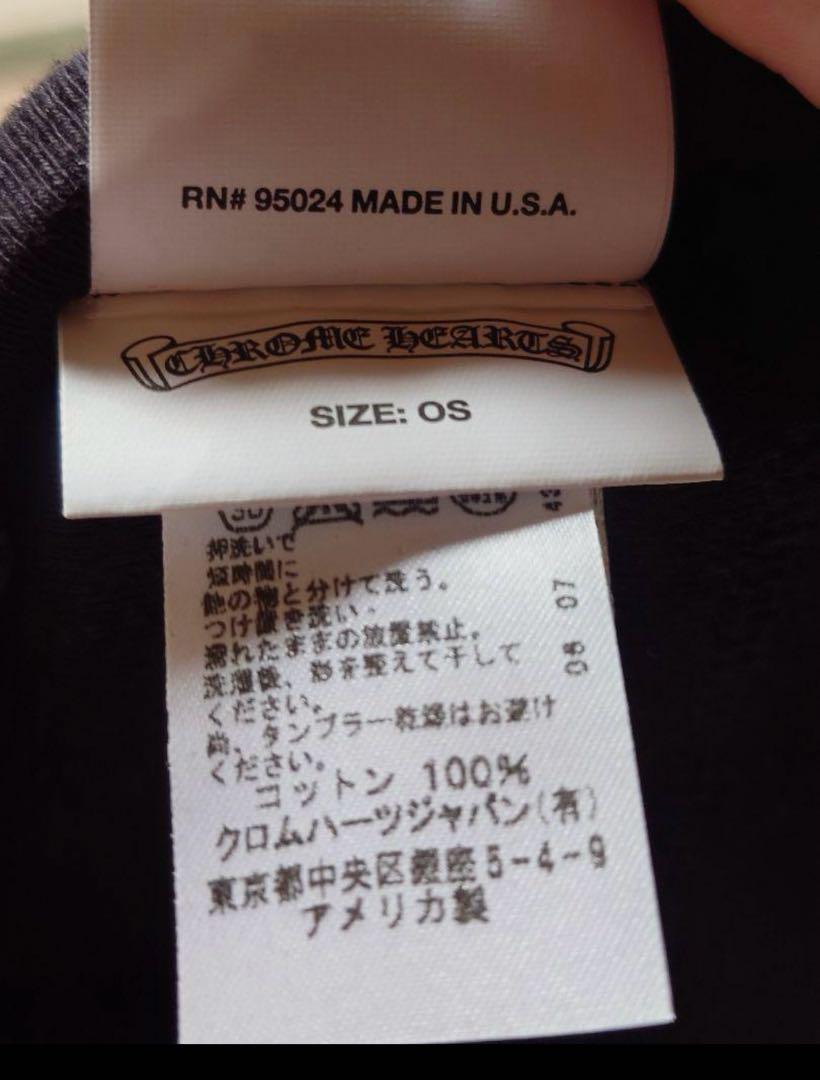 RN# 95024 MADE IN U.S.A.
CHROME HEARTS
SIZE: OS
押洗いで
短時間に
他の物と分けて洗う。
つけ置き洗い・
濡れたままの放置禁止。
洗濯後、形を整えて干して
ください。
尚、タンブラー乾燥はお避け
ください。
コットン 100%
クロムハーツジャパン(有)
東京都中央区銀座5-4-9
アメリカ製
07